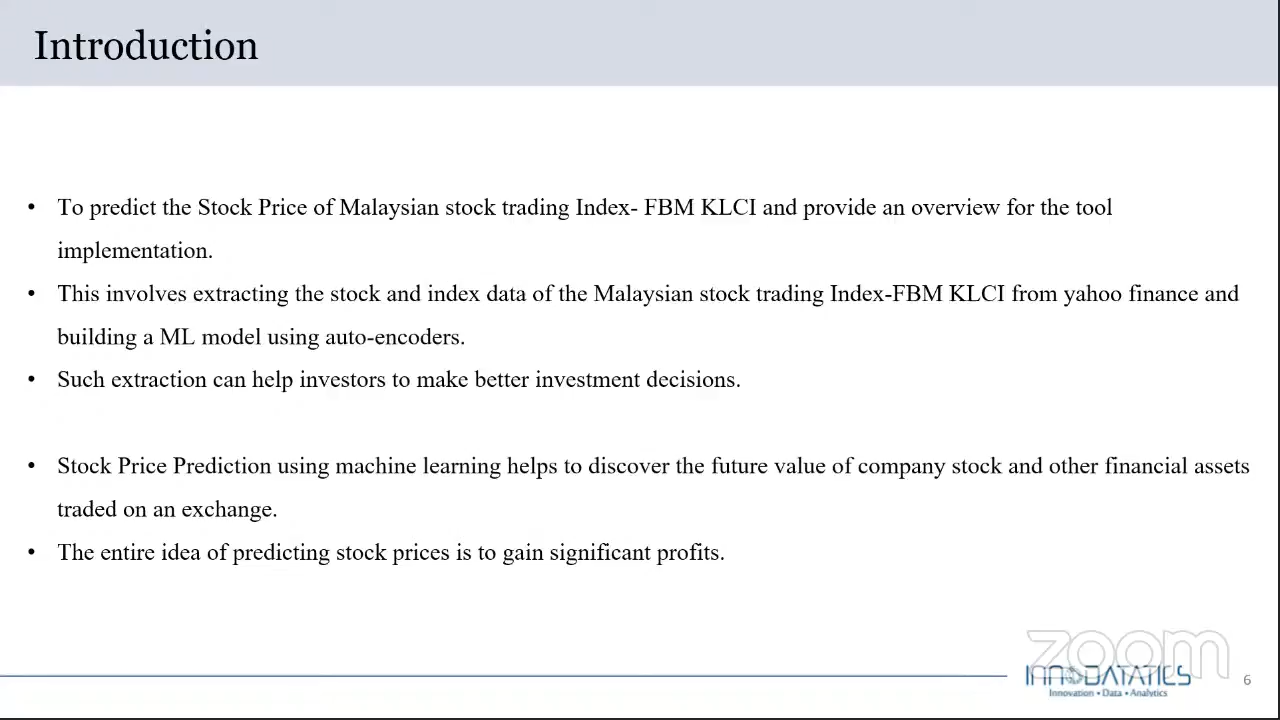 Introduction
• To predict the Stock Price of Malaysian stock trading Index- FBM KLCI and provide an overview for the tool
implementation.
• This involves extracting the stock and index data of the Malaysian stock trading Index-FBM KLCI from yahoo finance and
building a ML model using auto-encoders.
• Such extraction can help investors to make better investment decisions.
• Stock Price Prediction using machine learning helps to discover the future value of company stock and other financial assets
traded on an exchange.
• The entire idea of predicting stock prices is to gain significant profits.
zoom
INNODATATICS
Innovation • Data • Analytics
6